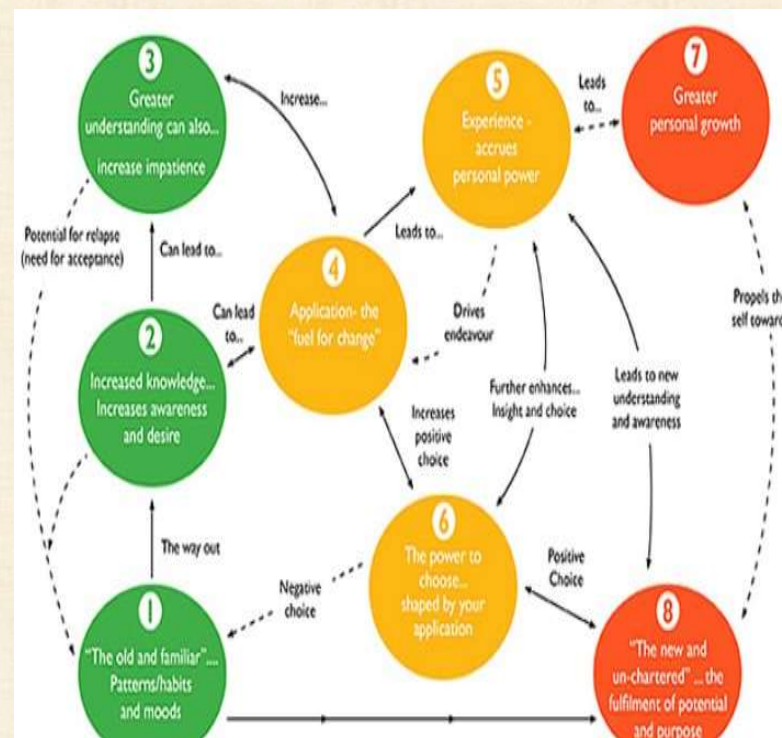 3
Greater
understanding can also...
increase impatience
Increase...
5
Experience -
accrues
personal power
Leads
to...
7
Greater
personal growth
Potential for relapse
(need for acceptance)
Can lead to...
Leads to...
4
Application- the
"fuel for change"
Can lead
to...
Drives
endeavour
Propels th
self toward
2
Increased knowledge...
Increases awareness
and desire
Further enhances...
Insight and choice
Leads to new
understanding
and awareness
Increases
positive
choice
The way out
6
The power to
choose...
shaped by your
application
Negative
choice
Positive
Choice
1
"The old and familiar"....
Patterns/habits
and moods
8
"The new and
un-chartered" ... the
fulfilment of potential
and purpose